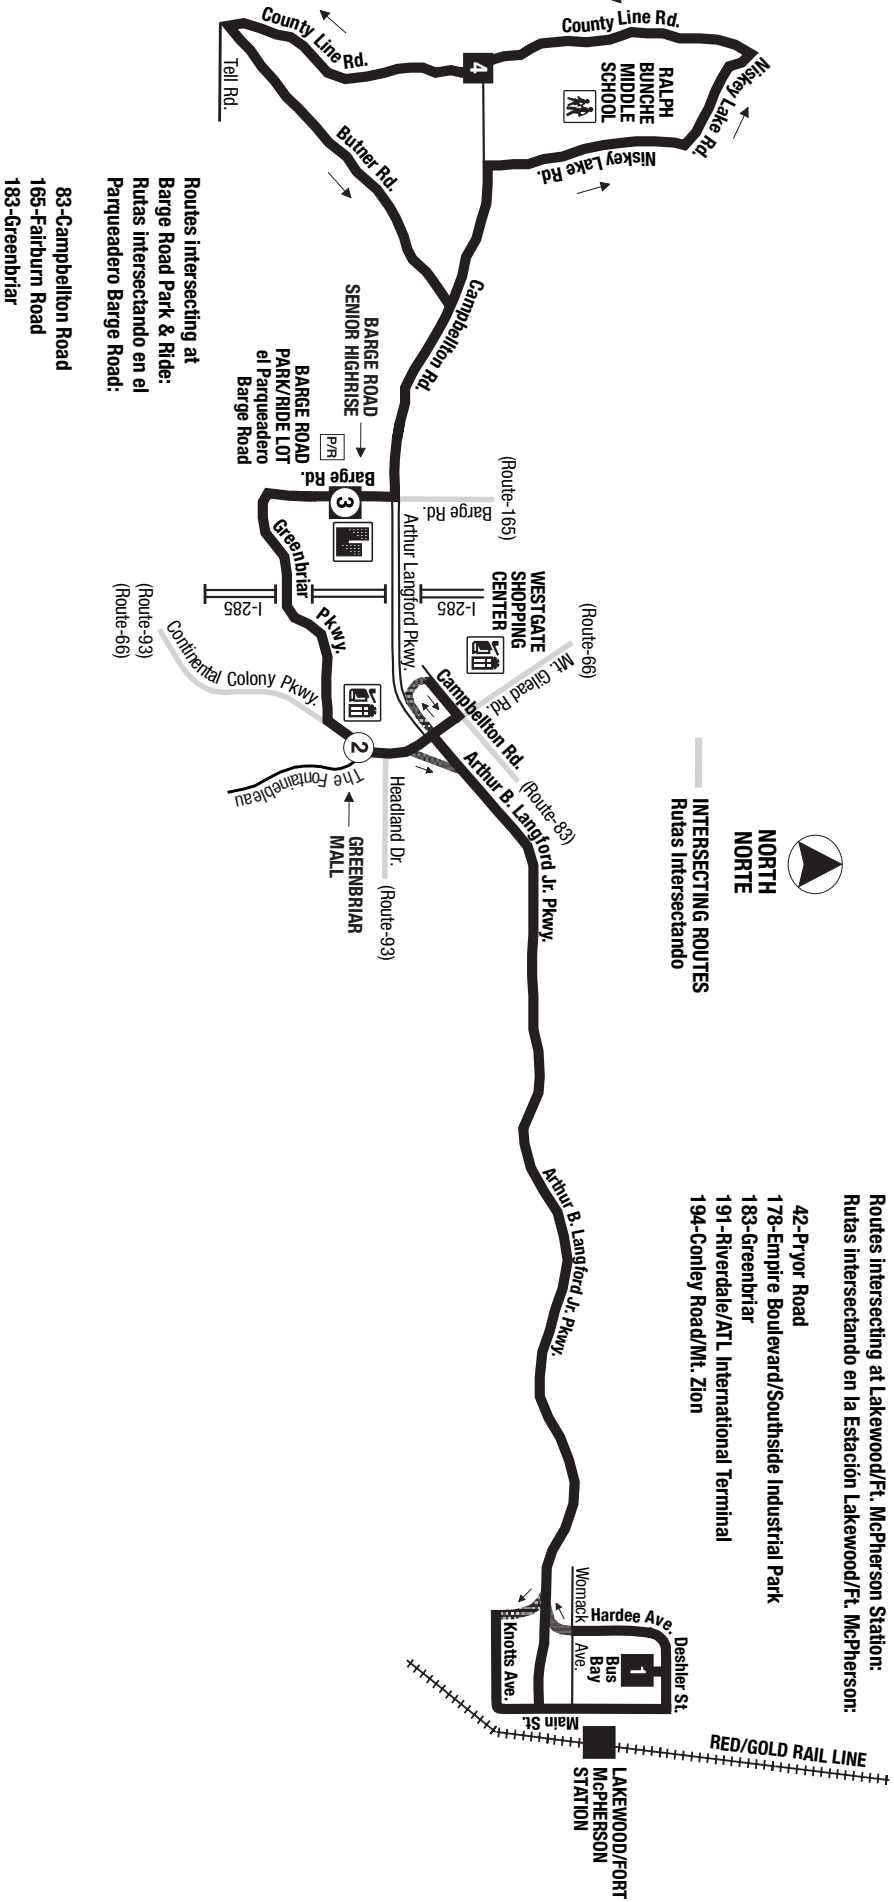 County Line Rd.
County Line Rd.
Tell Rd.
4
RALPH
BUNCHE
MIDDLE
SCHOOL
Niskey Lake Rd.
Niskey Lake Rd.
Butner Rd.
Campbellton Rd.
Routes intersecting at
Barge Road Park & Ride:
Rutas intersectando en el
Parqueadero Barge Road:
83-Campbellton Road
165-Fairburn Road
183-Greenbriar
BARGE ROAD
SENIOR HIGHRISE
BARGE ROAD
PARK/RIDE LOT
el Parqueadero
Barge Road
P/R
Barge Rd.
3
(Route-165)
Barge Rd.
Arthur Langford Pkwy.
Greenbriar
Pkwy.
I-285
I-285
WESTGATE
SHOPPING
CENTER
(Route-66)
Mt. Gilead Rd.
Campbellton Rd.
(Route-83)
(Route-93)
(Route-66)
Continental Colony Pkwy.
2
The Fontainebleau
Headland Dr.
(Route-93)
GREENBRIAR
MALL
Arthur B. Langford Jr. Pkwy.
INTERSECTING ROUTES
Rutas Intersectando
NORTH
NORTE
Arthur B. Langford Jr. Pkwy.
Routes intersecting at Lakewood/Ft. McPherson Station:
Rutas intersectando en la Estación Lakewood/Ft. McPherson:
42-Pryor Road
178-Empire Boulevard/Southside Industrial Park
183-Greenbriar
191-Riverdale/ATL International Terminal
194-Conley Road/Mt. Zion
Womack Ave.
Hardee Ave.
Deshler St.
1
Bus
Bay
Knotts Ave.
Main St.
RED/GOLD RAIL LINE
LAKEWOOD/FORT
McPHERSON
STATION